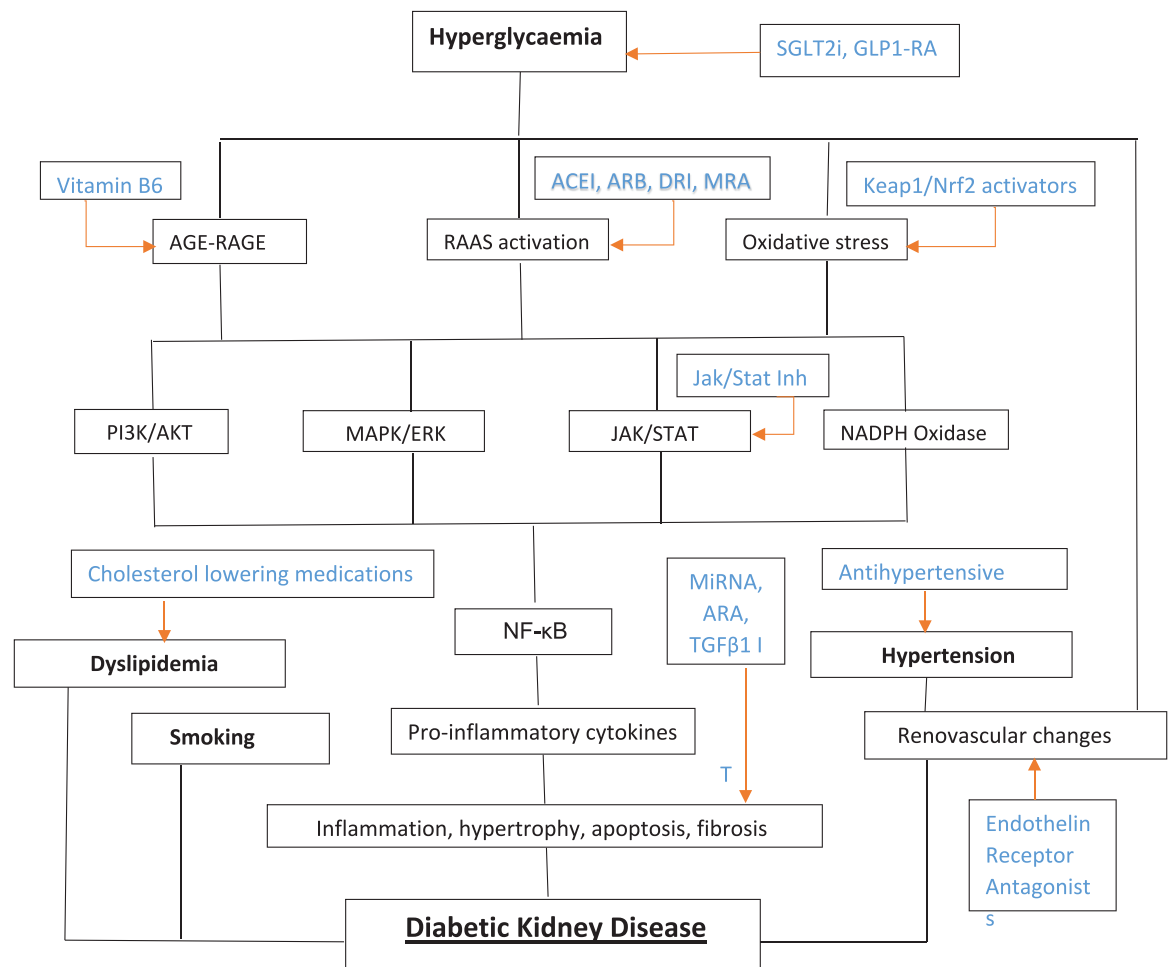 Hyperglycaemia
SGLT2i, GLP1-RA
Vitamin B6
ACEI, ARB, DRI, MRA
Keap1/Nrf2 activators
AGE-RAGE
RAAS activation
Oxidative stress
Jak/Stat Inh
PI3K/AKT
MAPK/ERK
JAK/STAT
NADPH Oxidase
Cholesterol lowering medications
MiRNA,
ARA,
TGFβ1 I
Antihypertensive
NF-κB
Dyslipidemia
Hypertension
Smoking
Pro-inflammatory cytokines
Renovascular changes
T
Inflammation, hypertrophy, apoptosis, fibrosis
Endothelin
Receptor
Antagonist
s
Diabetic Kidney Disease